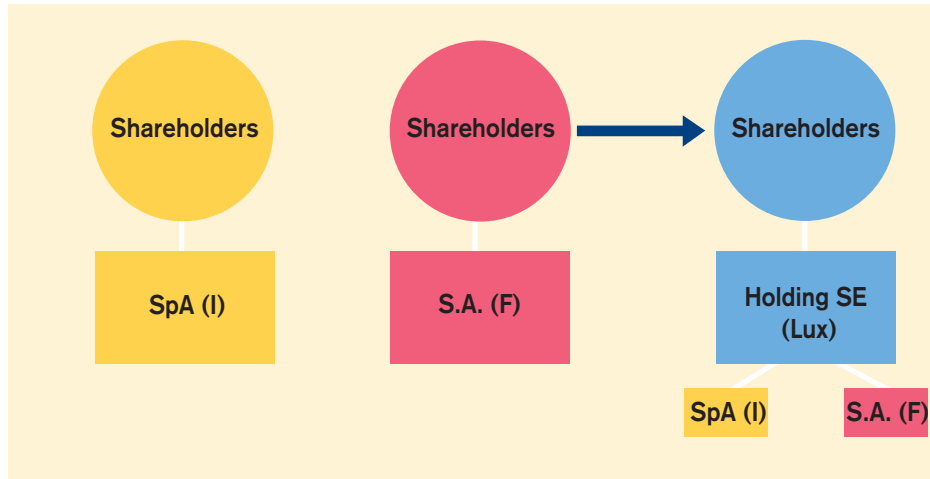 Shareholders
Shareholders
Shareholders
SpA (I)
S.A. (F)
Holding SE
(Lux)
SpA (I)
S.A. (F)